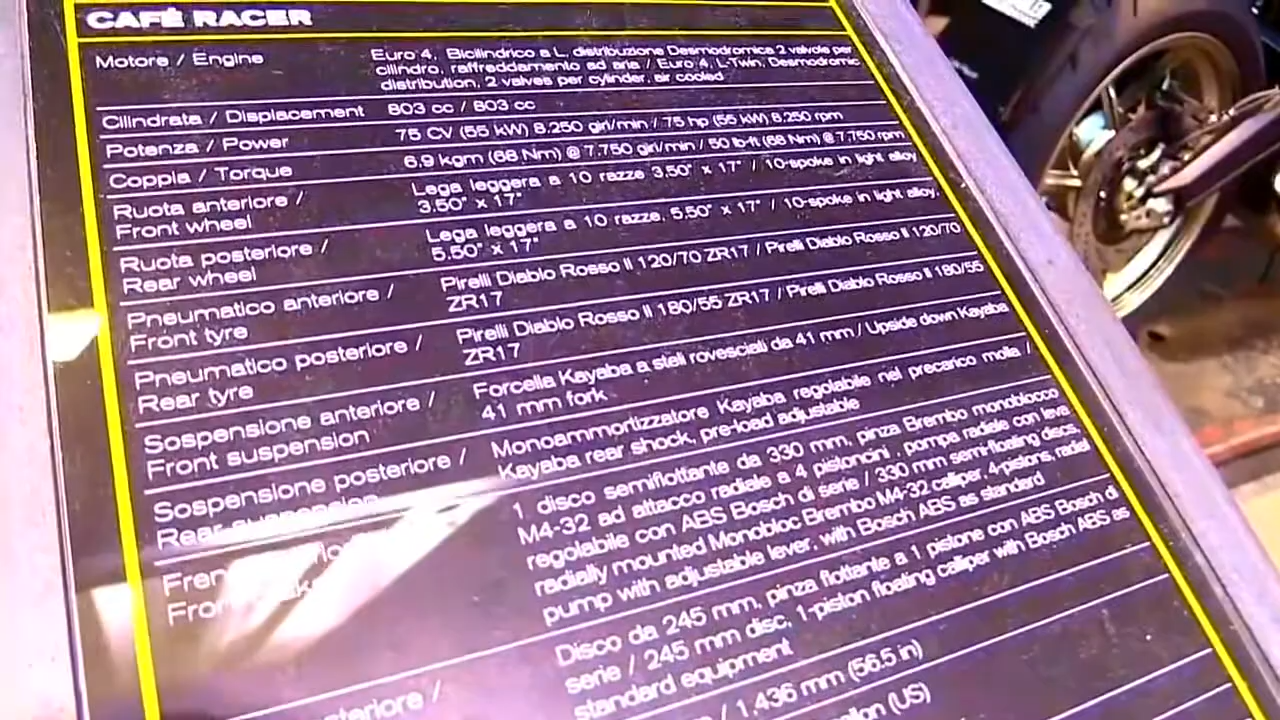 CAFÉ RACER
Motore / Engine
Euro 4, Bicilindrico a L, distribuzione Desmodromica 2 valvole per
cilindro, raffreddamento ad aria / Euro 4, L-Twin, Desmodromic
distribution, 2 valves per cylinder, air cooled
Cilindrata / Displacement
803 cc / 803 cc
Potenza / Power
75 CV (55 kW) 8.250 giri/min / 75 hp (55 kW) 8.250 rpm
Coppia / Torque
6,9 kgm (68 Nm) @ 7.750 giri/min / 50 lb-ft (68 Nm) @ 7.750 rpm
Ruota anteriore /
Front wheel
Lega leggera a 10 razze 3.50" x 17" / 10-spoke in light alloy
3.50" x 17"
Ruota posteriore /
Rear wheel
Lega leggera a 10 razze, 5.50" x 17" / 10-spoke in light alloy,
5.50" x 17"
Pneumatico anteriore /
Front tyre
Pirelli Diablo Rosso II 120/70 ZR17 / Pirelli Diablo Rosso II 120/70
ZR17
Pneumatico posteriore /
Rear tyre
Pirelli Diablo Rosso II 180/55 ZR17 / Pirelli Diablo Rosso II 180/55
ZR17
Sospensione anteriore /
Front suspension
Forcella Kayaba a steli rovesciati da 41 mm / Upside down Kayaba
41 mm fork
Sospensione posteriore /
Rear suspension
Monoammortizzatore Kayaba regolabile nel precarico molla /
Kayaba rear shock, pre-load adjustable
1 disco semiflottante da 330 mm, pinza Brembo monoblocco
M4-32 ad attacco radiale a 4 pistoncini , pompa radiale con leva
regolabile con ABS Bosch di serie / 330 mm semi-floating discs,
radially mounted Monobloc Brembo M4-32 caliper, 4-pistons, radial
pump with adjustable lever, with Bosch ABS as standard
Disco da 245 mm, pinza flottante a 1 pistone con ABS Bosch di
serie / 245 mm disc, 1-piston floating calliper with Bosch ABS as
standard equipment
/ 1.436 mm (56.5 in)
(US)